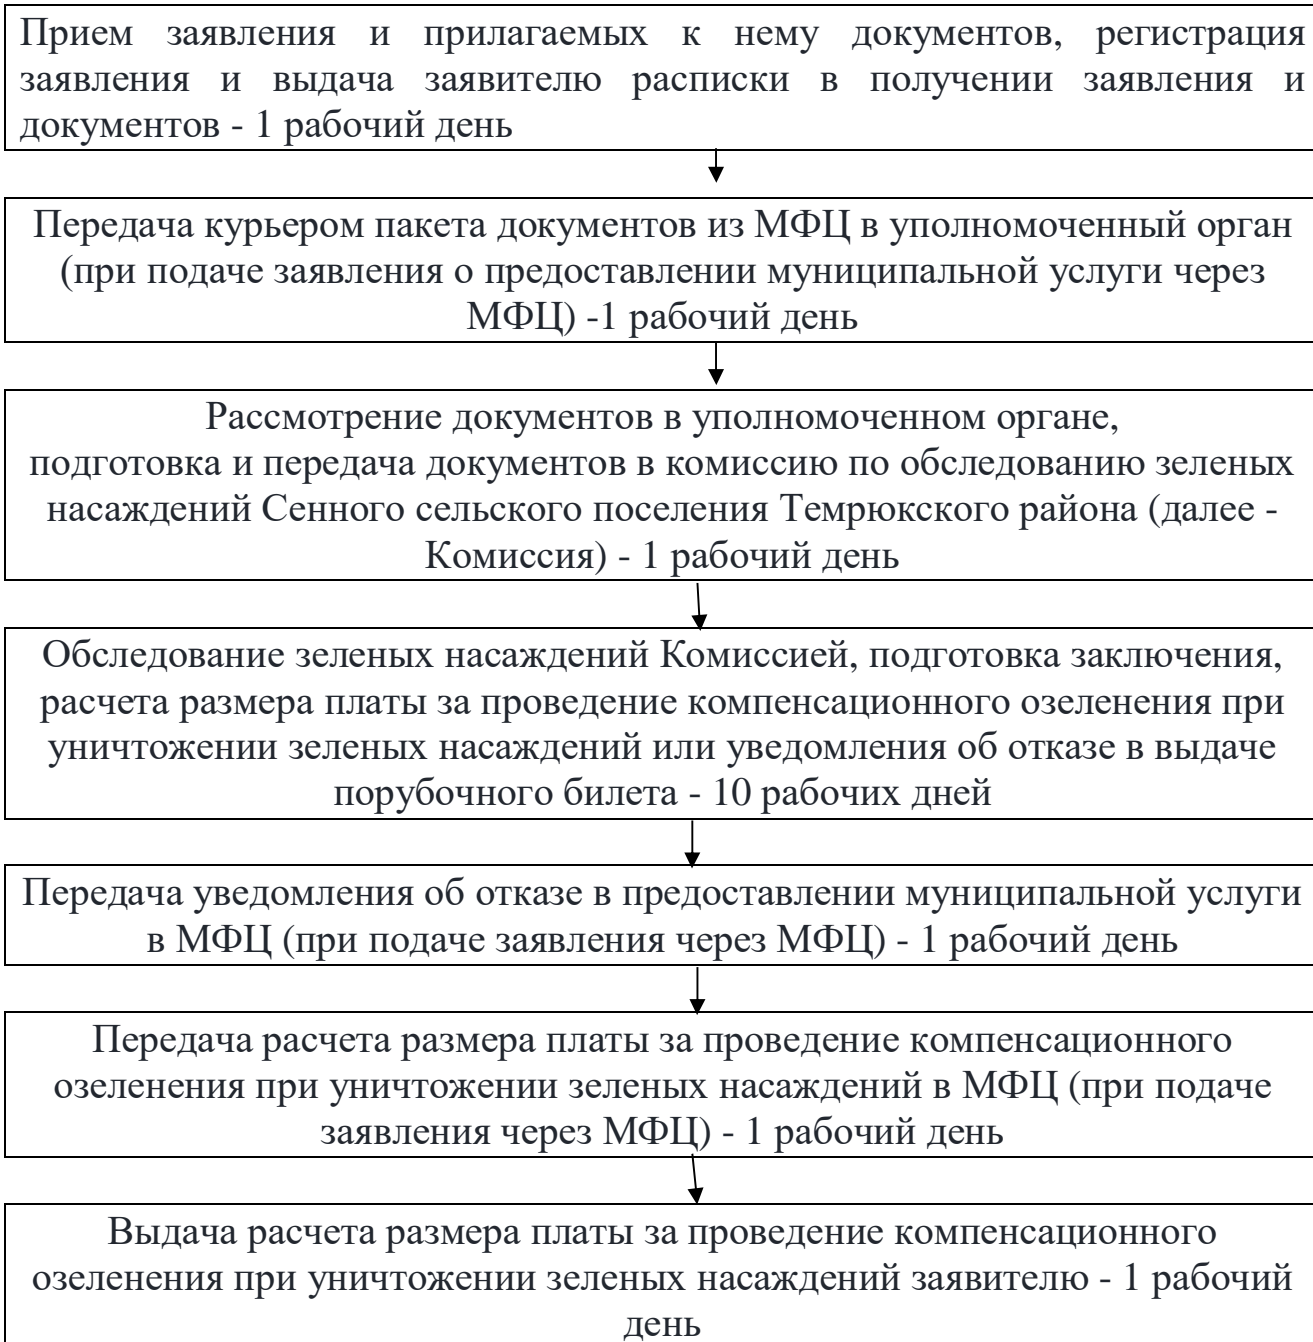 Прием заявления и прилагаемых к нему документов, регистрация
заявления и выдача заявителю расписки в получении заявления и
документов - 1 рабочий день
Передача курьером пакета документов из МФЦ в уполномоченный орган
(при подаче заявления о предоставлении муниципальной услуги через
МФЦ) -1 рабочий день
Рассмотрение документов в уполномоченном органе,
подготовка и передача документов в комиссию по обследованию зеленых
насаждений Сенного сельского поселения Темрюкского района (далее -
Комиссия) - 1 рабочий день
Обследование зеленых насаждений Комиссией, подготовка заключения,
расчета размера платы за проведение компенсационного озеленения при
уничтожении зеленых насаждений или уведомления об отказе в выдаче
порубочного билета - 10 рабочих дней
Передача уведомления об отказе в предоставлении муниципальной услуги
в МФЦ (при подаче заявления через МФЦ) - 1 рабочий день
Передача расчета размера платы за проведение компенсационного
озеленения при уничтожении зеленых насаждений в МФЦ (при подаче
заявления через МФЦ) - 1 рабочий день
Выдача расчета размера платы за проведение компенсационного
озеленения при уничтожении зеленых насаждений заявителю - 1 рабочий
день